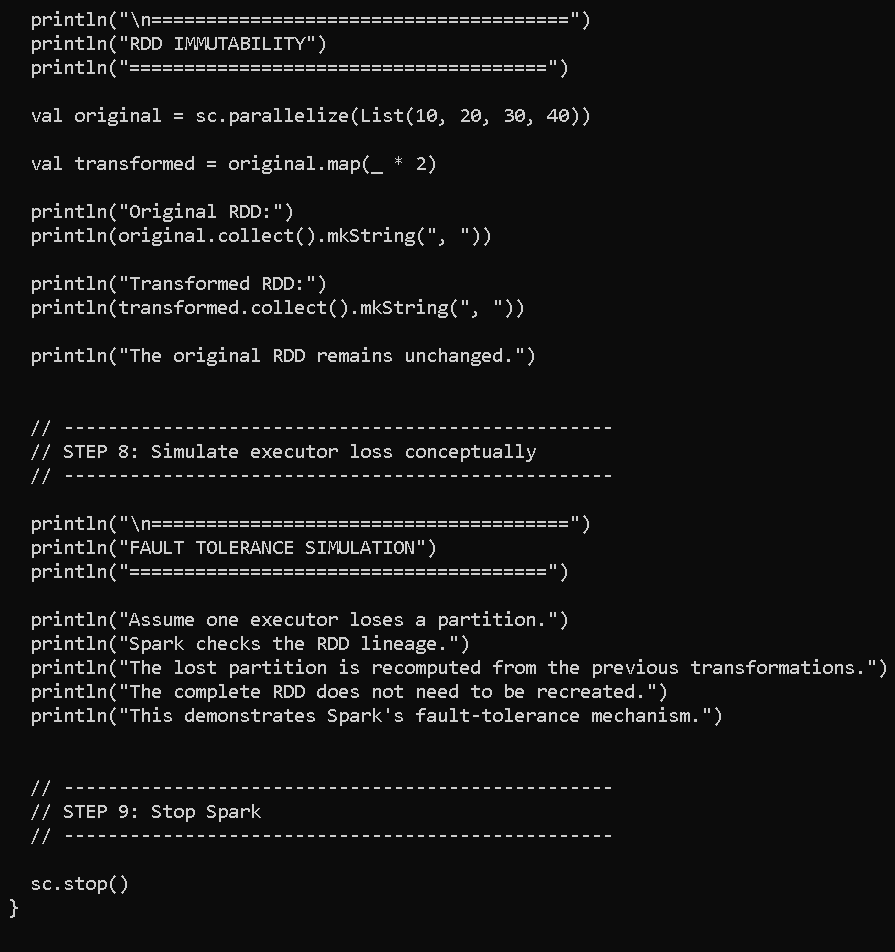 println("\n======================================")
println("RDD IMMUTABILITY")
println("======================================")
val original = sc.parallelize(List(10, 20, 30, 40))
val transformed = original.map(_ * 2)
println("Original RDD:")
println(original.collect().mkString(", "))
println("Transformed RDD:")
println(transformed.collect().mkString(", "))
println("The original RDD remains unchanged.")
// --------------------------------------------------
// STEP 8: Simulate executor loss conceptually
// --------------------------------------------------
println("\n======================================")
println("FAULT TOLERANCE SIMULATION")
println("======================================")
println("Assume one executor loses a partition.")
println("Spark checks the RDD lineage.")
println("The lost partition is recomputed from the previous transformations.")
println("The complete RDD does not need to be recreated.")
println("This demonstrates Spark's fault-tolerance mechanism.")
// --------------------------------------------------
// STEP 9: Stop Spark
// --------------------------------------------------
sc.stop()
}